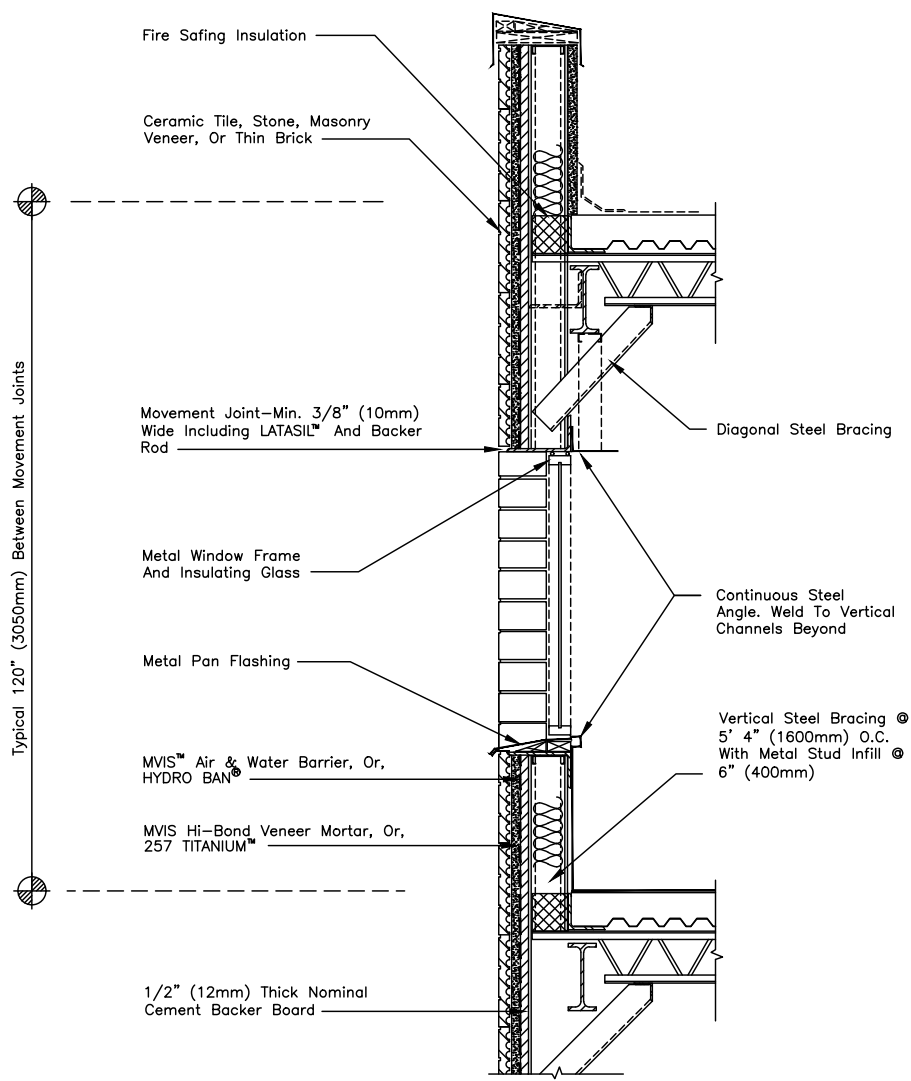 Fire Safing Insulation
Ceramic Tile, Stone, Masonry
Veneer, Or Thin Brick
Typical 120” (3050mm) Between Movement Joints
Movement Joint–Min. 3/8” (10mm)
Wide Including LATASIL™ And Backer
Rod
Diagonal Steel Bracing
Metal Window Frame
And Insulating Glass
Continuous Steel
Angle. Weld To Vertical
Channels Beyond
Metal Pan Flashing
Vertical Steel Bracing @
5’ 4” (1600mm) O.C.
With Metal Stud Infill @
6” (400mm)
MVIS™ Air & Water Barrier, Or,
HYDRO BAN®
MVIS Hi–Bond Veneer Mortar, Or,
257 TITANIUM™
1/2” (12mm) Thick Nominal
Cement Backer Board